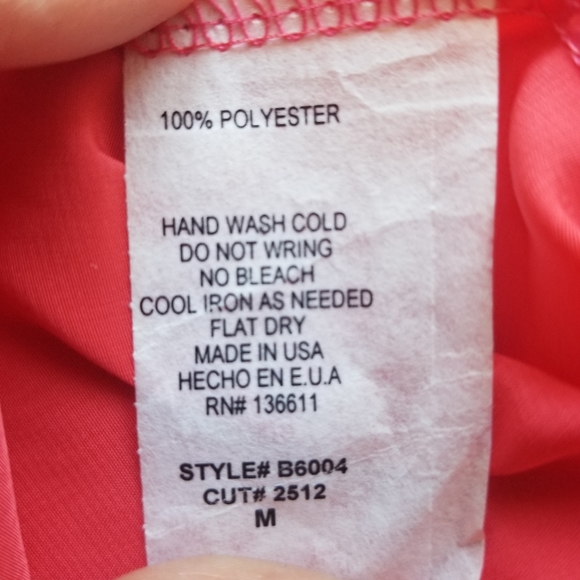 100% POLYESTER
HAND WASH COLD
DO NOT WRING
NO BLEACH
COOL IRON AS NEEDED
FLAT DRY
MADE IN USA
HECHO EN E.U.A
RN# 136611
STYLE# B6004
CUT# 2512
M